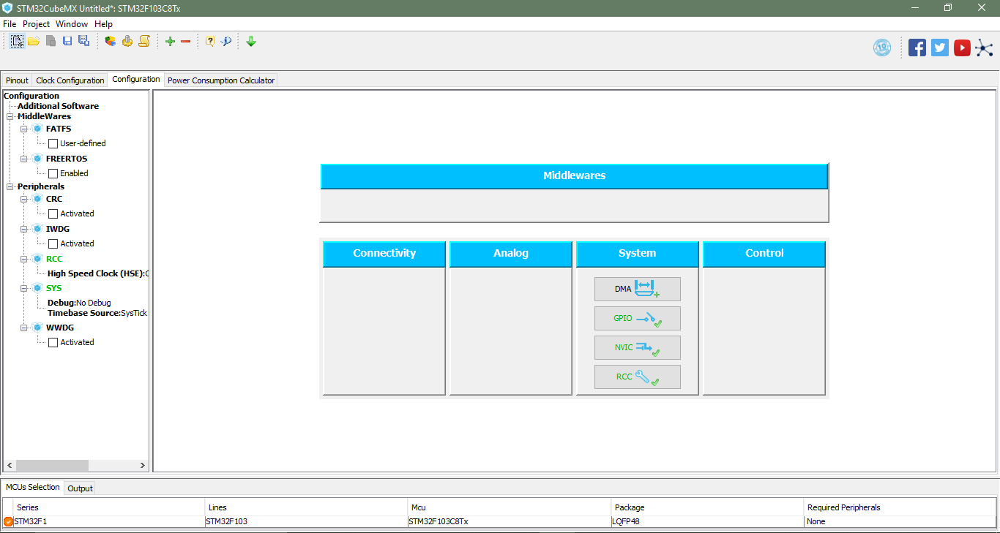 STM32CubeMX Untitled*: STM32F103C8Tx
File Project Window Help
10
Pinout Clock Configuration Configuration Power Consumption Calculator
Configuration
Additional Software
MiddleWares
FATFS
User-defined
FREERTOS
Enabled
Peripherals
CRC
Activated
IWDG
Activated
RCC
High Speed Clock (HSE):
SYS
Debug:No Debug
Timebase Source:SysTick
WWDG
Activated
Middlewares
Connectivity Analog System Control
DMA
GPIO
NVIC
RCC
MCUs Selection Output
Series Lines Mcu Package Required Peripherals
STM32F1 STM32F103 STM32F103C8Tx LQFP48 None